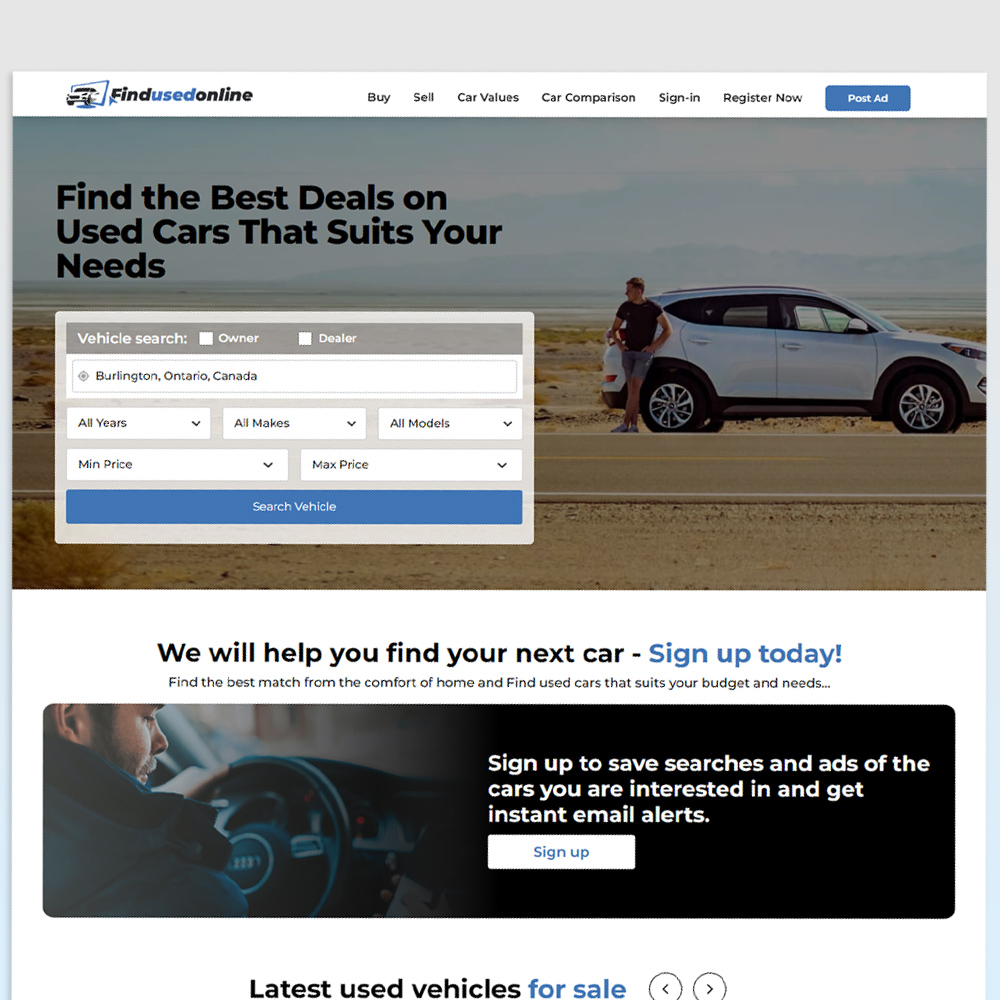 Findusedonline
Buy
Sell
Car Values
Car Comparison
Sign-in
Register Now
Post Ad
Find the Best Deals on
Used Cars That Suits Your
Needs
Vehicle search:
Owner
Dealer
Burlington, Ontario, Canada
All Years
All Makes
All Models
Min Price
Max Price
Search Vehicle
We will help you find your next car - Sign up today!
Find the best match from the comfort of home and Find used cars that suits your budget and needs...
Sign up to save searches and ads of the
cars you are interested in and get
instant email alerts.
Sign up
Latest used vehicles for sale